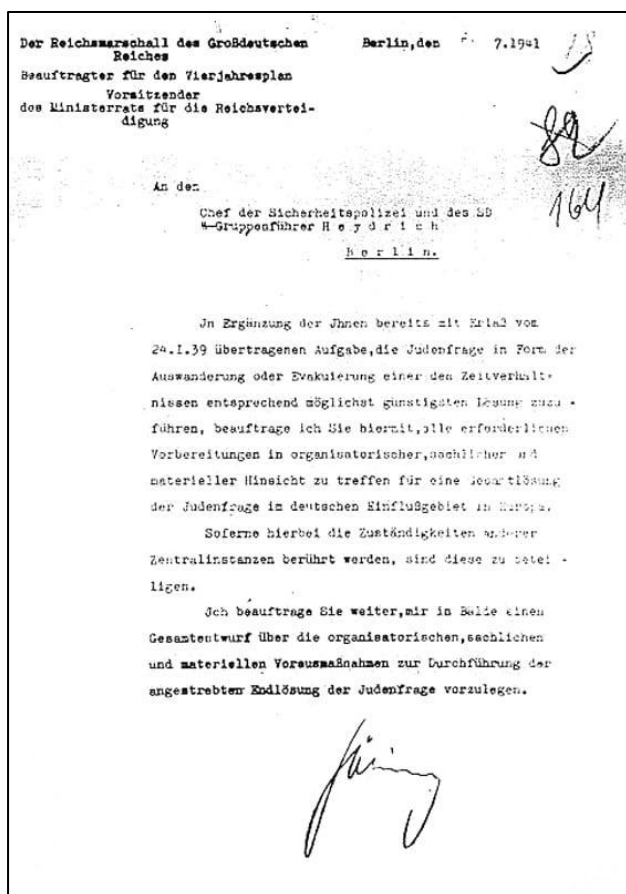 Der Reichsmarschall des Großdeutschen
Reiches
Berlin,den 7.1941
Beauftragter für den Vierjahresplan
Vorsitzender
des Ministerrats für die Reichsvertei-
digung
164
An den
Chef der Sicherheitspolizei und des SD
SS-Gruppenführer H e y d r i c h
B e r l i n.
Jn Ergänzung der Jhnen bereits mit Erlaß vom
24.I.39 übertragenen Aufgabe,die Judenfrage in Form der
Auswanderung oder Evakuierung einer den Zeitverhält-
nissen entsprechend möglichst günstigsten Lösung zuzu -
führen, beauftrage ich Sie hiermit,alle erforderlichen
Vorbereitungen in organisatorischer,sachlicher und
materieller Hinsicht zu treffen für eine Gesamtlösung
der Judenfrage im deutschen Einflußgebiet in Europa.
Soferne hierbei die Zuständigkeiten anderer
Zentralinstanzen berührt werden, sind diese zu betei -
ligen.
Jch beauftrage Sie weiter,mir in Bälde einen
Gesamtentwurf über die organisatorischen,sachlichen
und materiellen Vorausmaßnahmen zur Durchführung der
angestrebten Endlösung der Judenfrage vorzulegen.
Göring